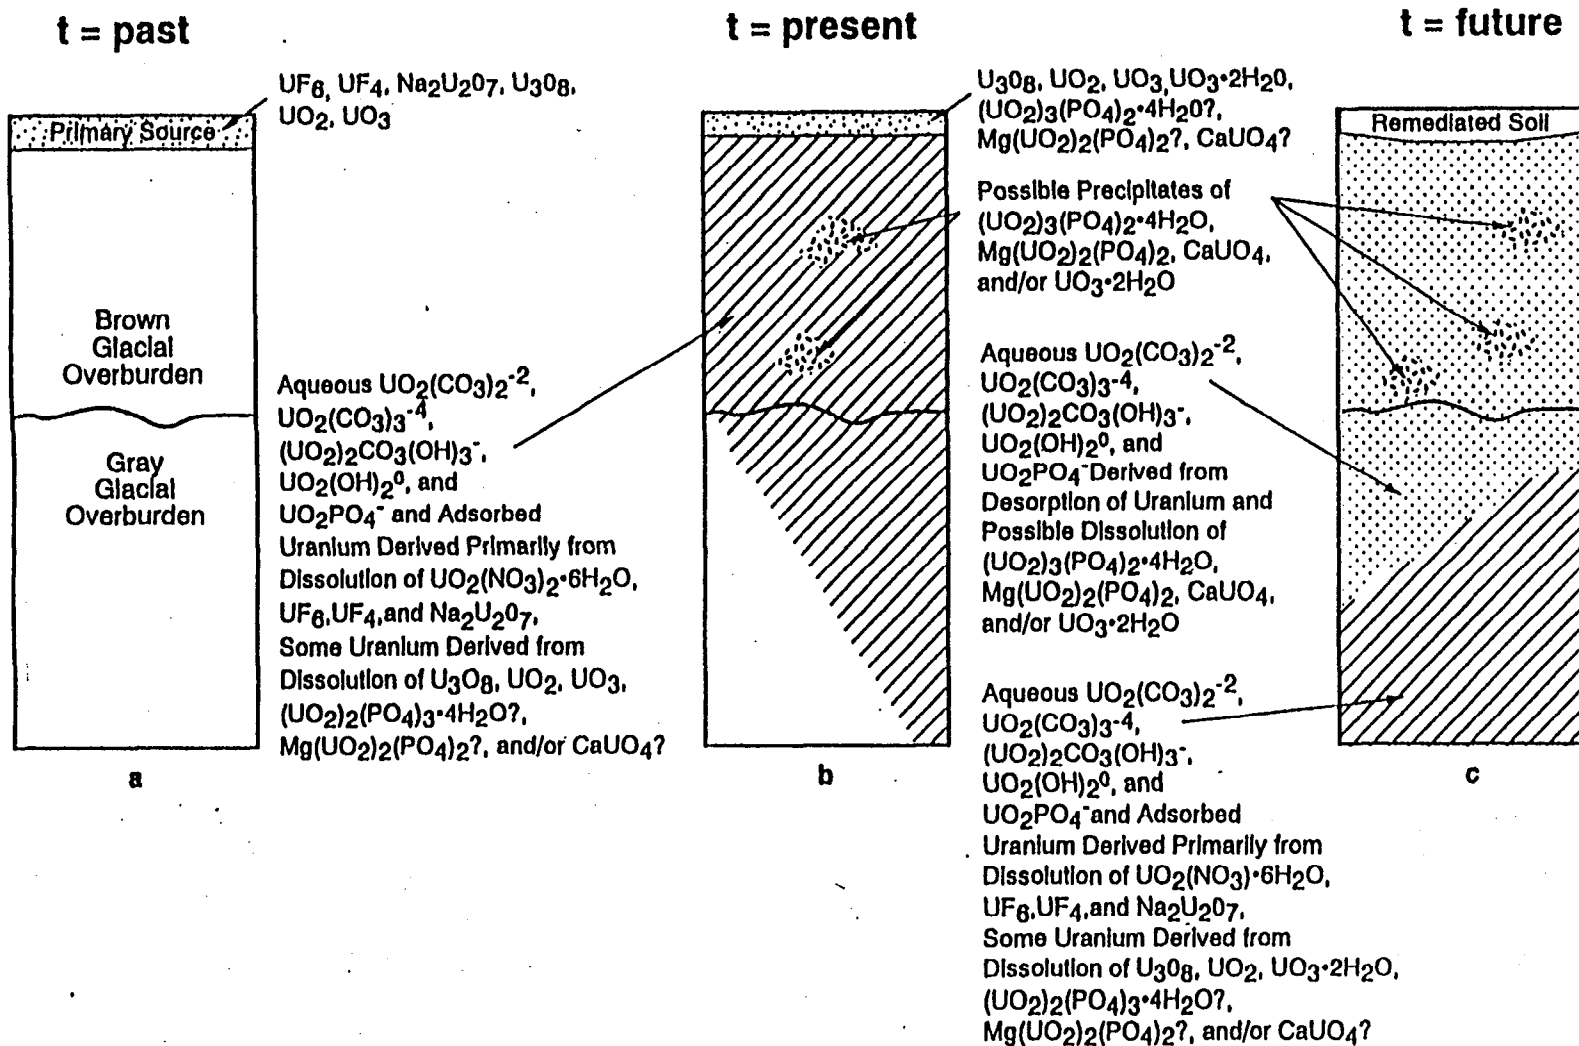 t = past
t = present
t = future
UF6, UF4, Na2U2O7, U3O8,
UO2, UO3
Primary Source
Brown
Glacial
Overburden
Gray
Glacial
Overburden
a
Aqueous UO2(CO3)2-2,
UO2(CO3)3-4,
(UO2)2CO3(OH)3-,
UO2(OH)20, and
UO2PO4- and Adsorbed
Uranium Derived Primarily from
Dissolution of UO2(NO3)2•6H2O,
UF6,UF4,and Na2U2O7,
Some Uranium Derived from
Dissolution of U3O8, UO2, UO3,
(UO2)2(PO4)3•4H2O?,
Mg(UO2)2(PO4)2?, and/or CaUO4?
b
U3O8, UO2, UO3,UO3•2H2O,
(UO2)3(PO4)2•4H2O?,
Mg(UO2)2(PO4)2?, CaUO4?
Possible Precipitates of
(UO2)3(PO4)2•4H2O,
Mg(UO2)2(PO4)2, CaUO4,
and/or UO3•2H2O
Aqueous UO2(CO3)2-2,
UO2(CO3)3-4,
(UO2)2CO3(OH)3-,
UO2(OH)20, and
UO2PO4-Derived from
Desorption of Uranium and
Possible Dissolution of
(UO2)3(PO4)2•4H2O,
Mg(UO2)2(PO4)2, CaUO4,
and/or UO3•2H2O
Aqueous UO2(CO3)2-2,
UO2(CO3)3-4,
(UO2)2CO3(OH)3-,
UO2(OH)20, and
UO2PO4-and Adsorbed
Uranium Derived Primarily from
Dissolution of UO2(NO3)•6H2O,
UF6,UF4,and Na2U2O7,
Some Uranium Derived from
Dissolution of U3O8, UO2, UO3•2H2O,
(UO2)2(PO4)3•4H2O?,
Mg(UO2)2(PO4)2?, and/or CaUO4?
Remediated Soil
c